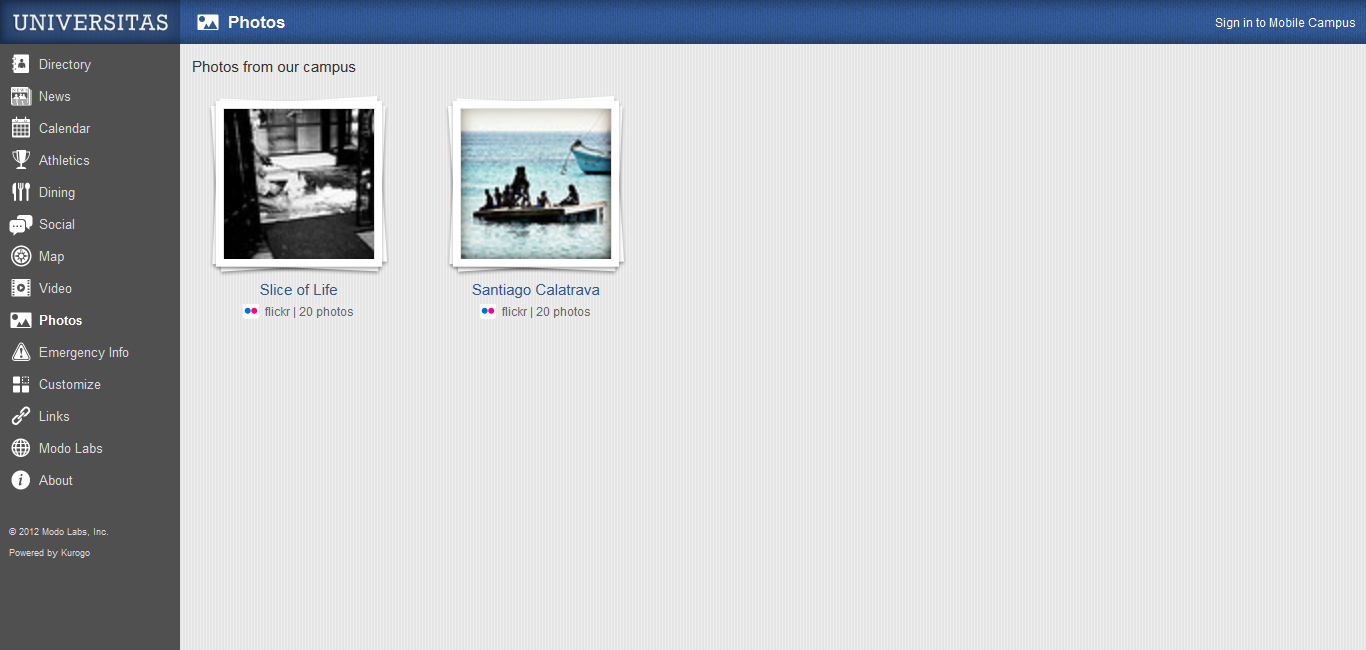 UNIVERSITAS
Photos
Sign in to Mobile Campus
Directory
News
Calendar
Athletics
Dining
Social
Map
Video
Photos
Emergency Info
Customize
Links
Modo Labs
About
© 2012 Modo Labs, Inc.
Powered by Kurogo
Photos from our campus
Slice of Life
flickr | 20 photos
Santiago Calatrava
flickr | 20 photos